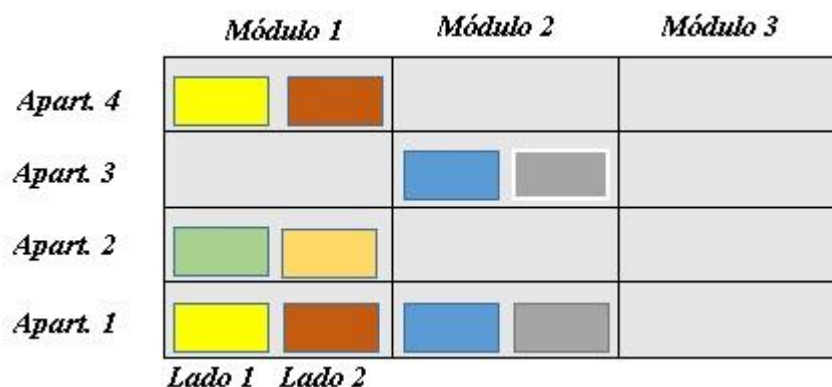 Módulo 1 Módulo 2 Módulo 3
Apart. 4
Apart. 3
Apart. 2
Apart. 1
Lado 1 Lado 2